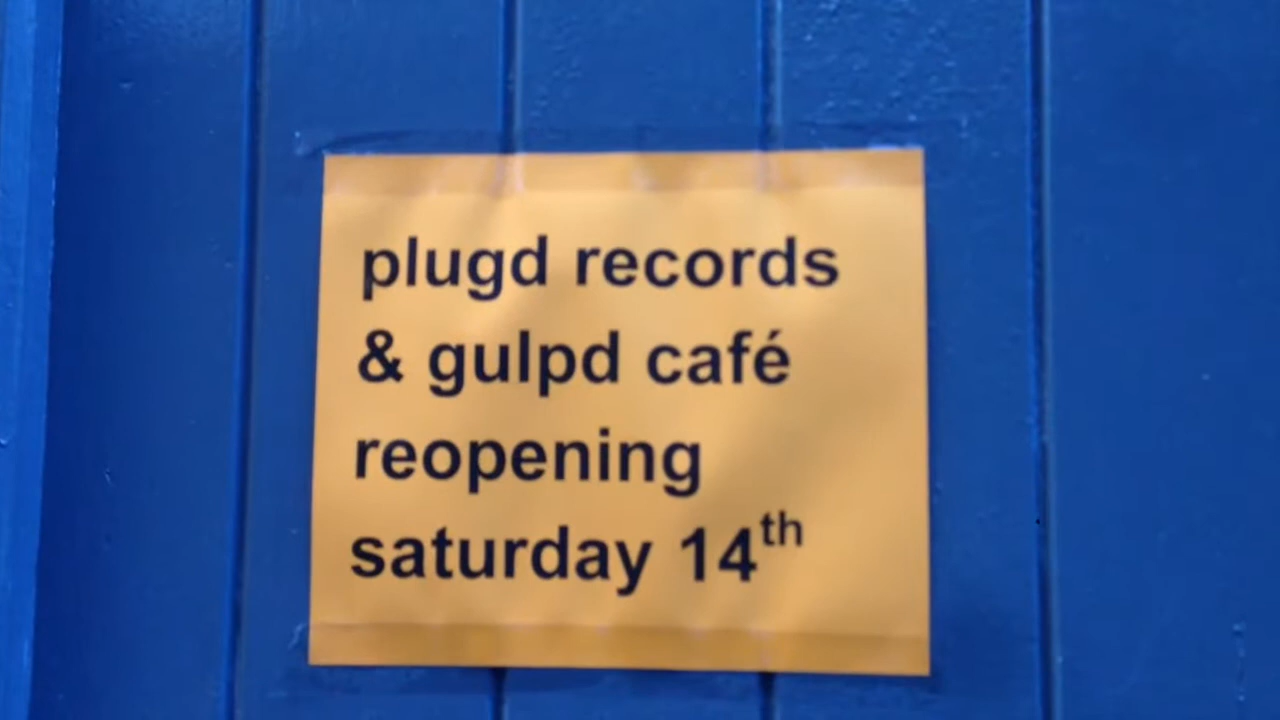 plugd records
& gulpd café
reopening
saturday 14th